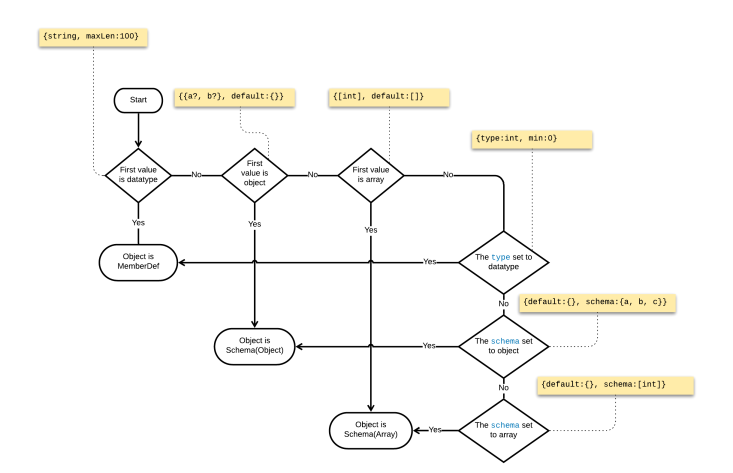 {string, maxLen:100}
Start
{{a?, b?}, default:{}}
{[int], default:[]}
{type:int, min:0}
First value
is datatype
No
First
value is
object
No
First value
is array
No
Yes
Yes
Yes
Object is
MemberDef
Yes
The type set to
datatype
No
{default:{}, schema:{a, b, c}}
Object is
Schema(Object)
Yes
The schema set
to object
No
{default:{}, schema:[int]}
Object is
Schema(Array)
Yes
The schema set
to array